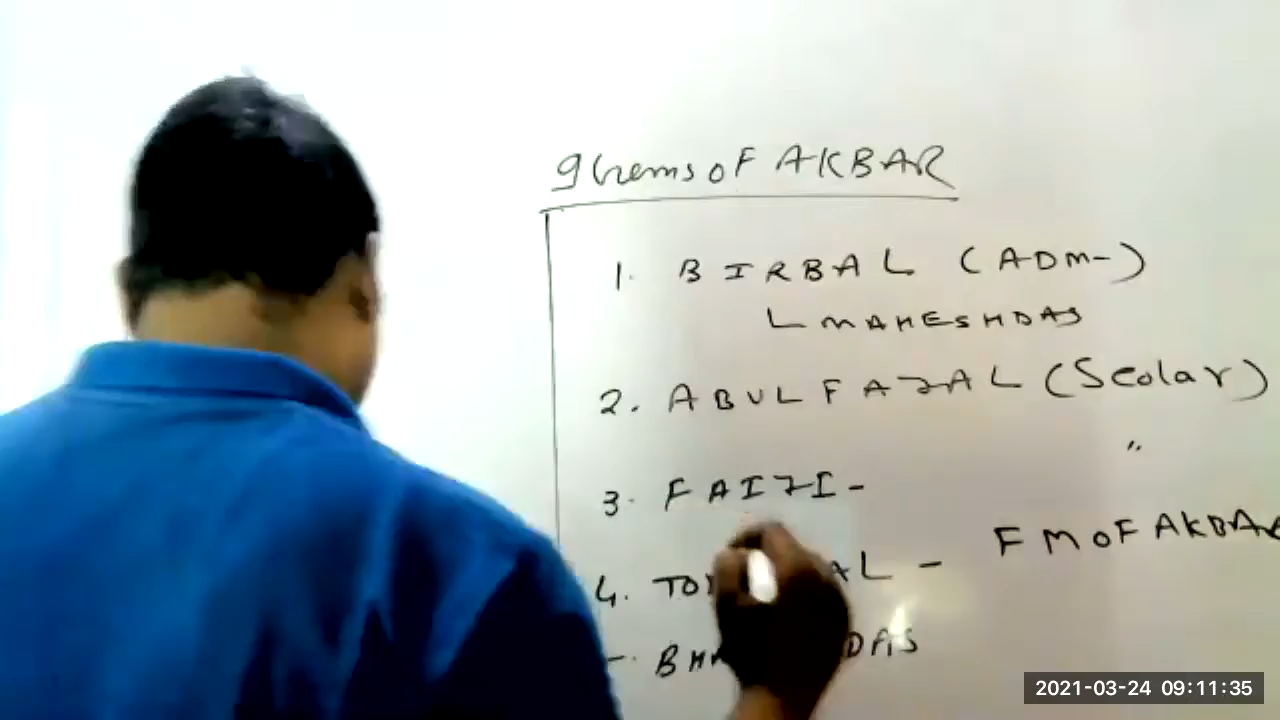 9 Gems OF AKBAR
1. BIRBAL (ADM-)
MAHESHDAS
2. ABULFAZAL (Scolar)
3. FAIZI - "
4. - FM OF AKBAR
DAS
2021-03-24 09:11:35